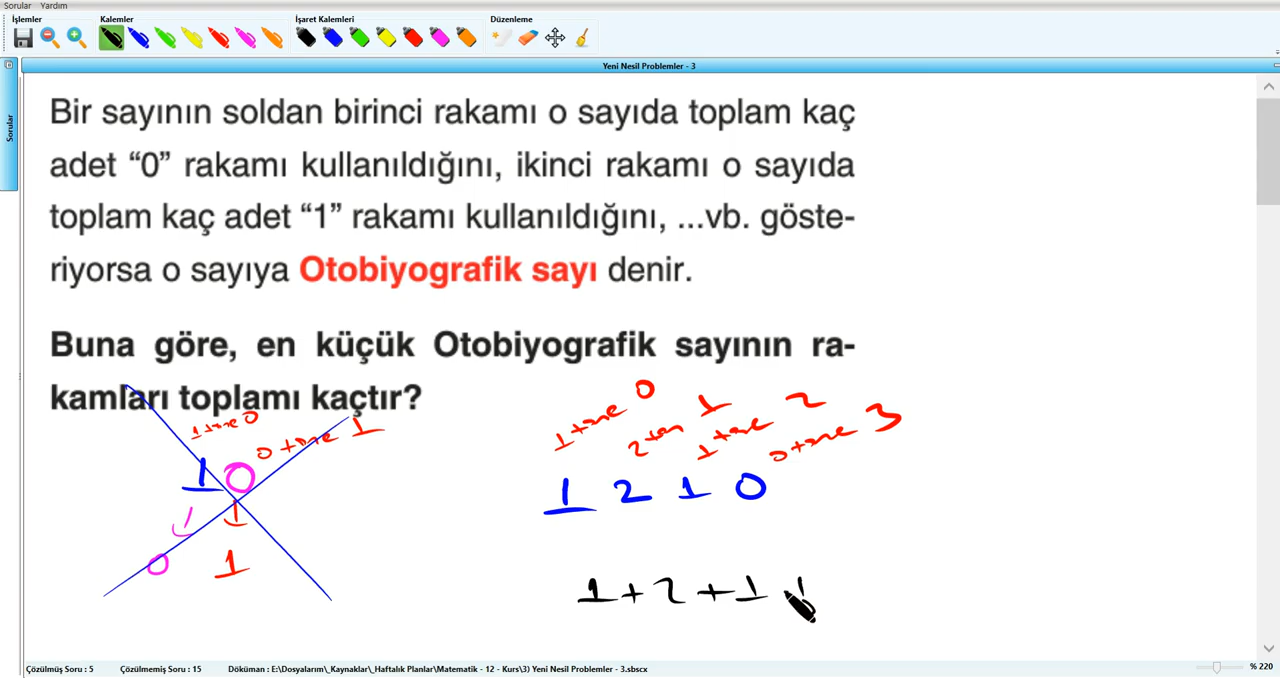 Sorular Yardım
İşlemler Kalemler İşaret Kalemleri Düzenleme
Yeni Nesil Problemler - 3
Sorular
Bir sayının soldan birinci rakamı o sayıda toplam kaç
adet “0” rakamı kullanıldığını, ikinci rakamı o sayıda
toplam kaç adet “1” rakamı kullanıldığını, ...vb. göste-
riyorsa o sayıya Otobiyografik sayı denir.
Buna göre, en küçük Otobiyografik sayının ra-
kamları toplamı kaçtır?
1 tane 0
0 tane 1
1 0
0 1
1 tane 0 2 tane 1 1 tane 2 0 tane 3
1 2 1 0
1 + 2 + 1
Çözülmüş Soru : 5 Çözülmemiş Soru : 15 Döküman : E:\Dosyalarım\_Kaynaklar\_Haftalık Planlar\Matematik - 12 - Kurs\3) Yeni Nesil Problemler - 3.sbscx % 220